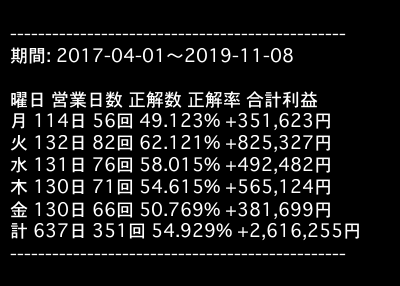 ------------------------------------------------
期間: 2017-04-01〜2019-11-08
曜日 営業日数 正解数 正解率 合計利益
月 114日 56回 49.123% +351,623円
火 132日 82回 62.121% +825,327円
水 131日 76回 58.015% +492,482円
木 130日 71回 54.615% +565,124円
金 130日 66回 50.769% +381,699円
計 637日 351回 54.929% +2,616,255円
------------------------------------------------